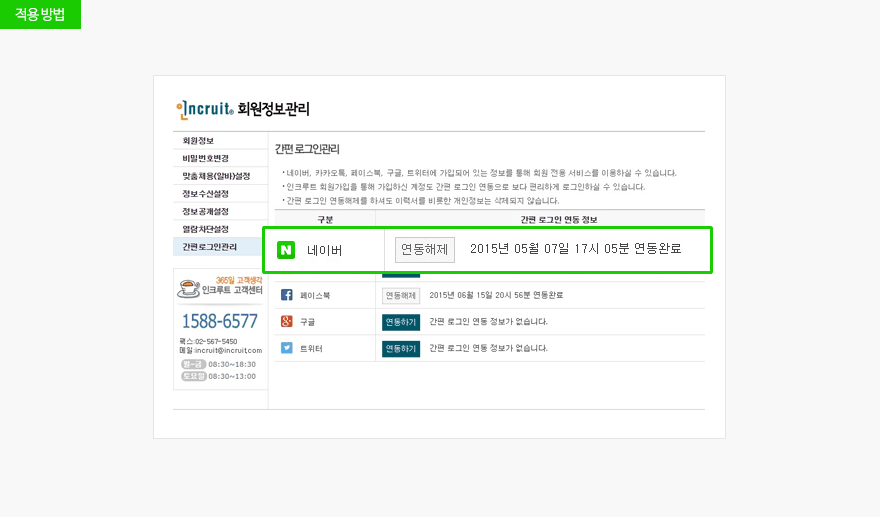 적용 방법
인cruit® 회원정보관리
회원정보
비밀번호변경
맞춤채용(알바)설정
정보수신설정
정보공개설정
열람차단설정
간편로그인관리
365일 고객생각
인크루트 고객센터
1588-6577
팩스:02-567-5450
메일:incruit@incruit.com
월~금 08:30~18:30
토요일 08:30~13:00
간편 로그인관리
• 네이버, 카카오톡, 페이스북, 구글, 트위터에 가입되어 있는 정보를 통해 회원 전용 서비스를 이용하실 수 있습니다.
• 인크루트 회원가입을 통해 가입하신 계정도 간편 로그인 연동으로 보다 편리하게 로그인하실 수 있습니다.
• 간편 로그인 연동해제를 하셔도 이력서를 비롯한 개인정보는 삭제되지 않습니다.
구분 간편 로그인 연동 정보
N 네이버 연동해제 2015년 05월 07일 17시 05분 연동완료
페이스북 연동해제 2015년 06월 15일 20시 56분 연동완료
구글 연동하기 간편 로그인 연동 정보가 없습니다.
트위터 연동하기 간편 로그인 연동 정보가 없습니다.